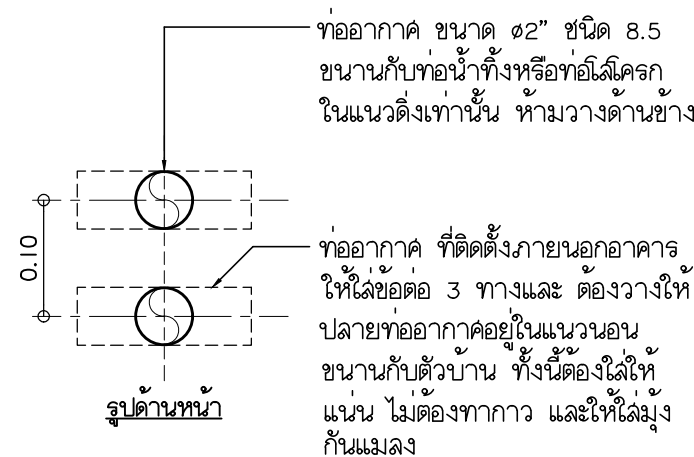 ท่ออากาศ ขนาด ø2" ชนิด 8.5
ขนานกับท่อน้ำทิ้งหรือท่อโสโครก
ในแนวดิ่งเท่านั้น ห้ามวางด้านข้าง
0.10
ท่ออากาศ ที่ติดตั้งภายนอกอาคาร
ให้ใส่ข้อต่อ 3 ทางและ ต้องวางให้
ปลายท่ออากาศอยู่ในแนวนอน
ขนานกับตัวบ้าน ทั้งนี้ต้องใส่ให้
แน่น ไม่ต้องทากาว และให้ใส่มุ้ง
กันแมลง
รูปด้านหน้า